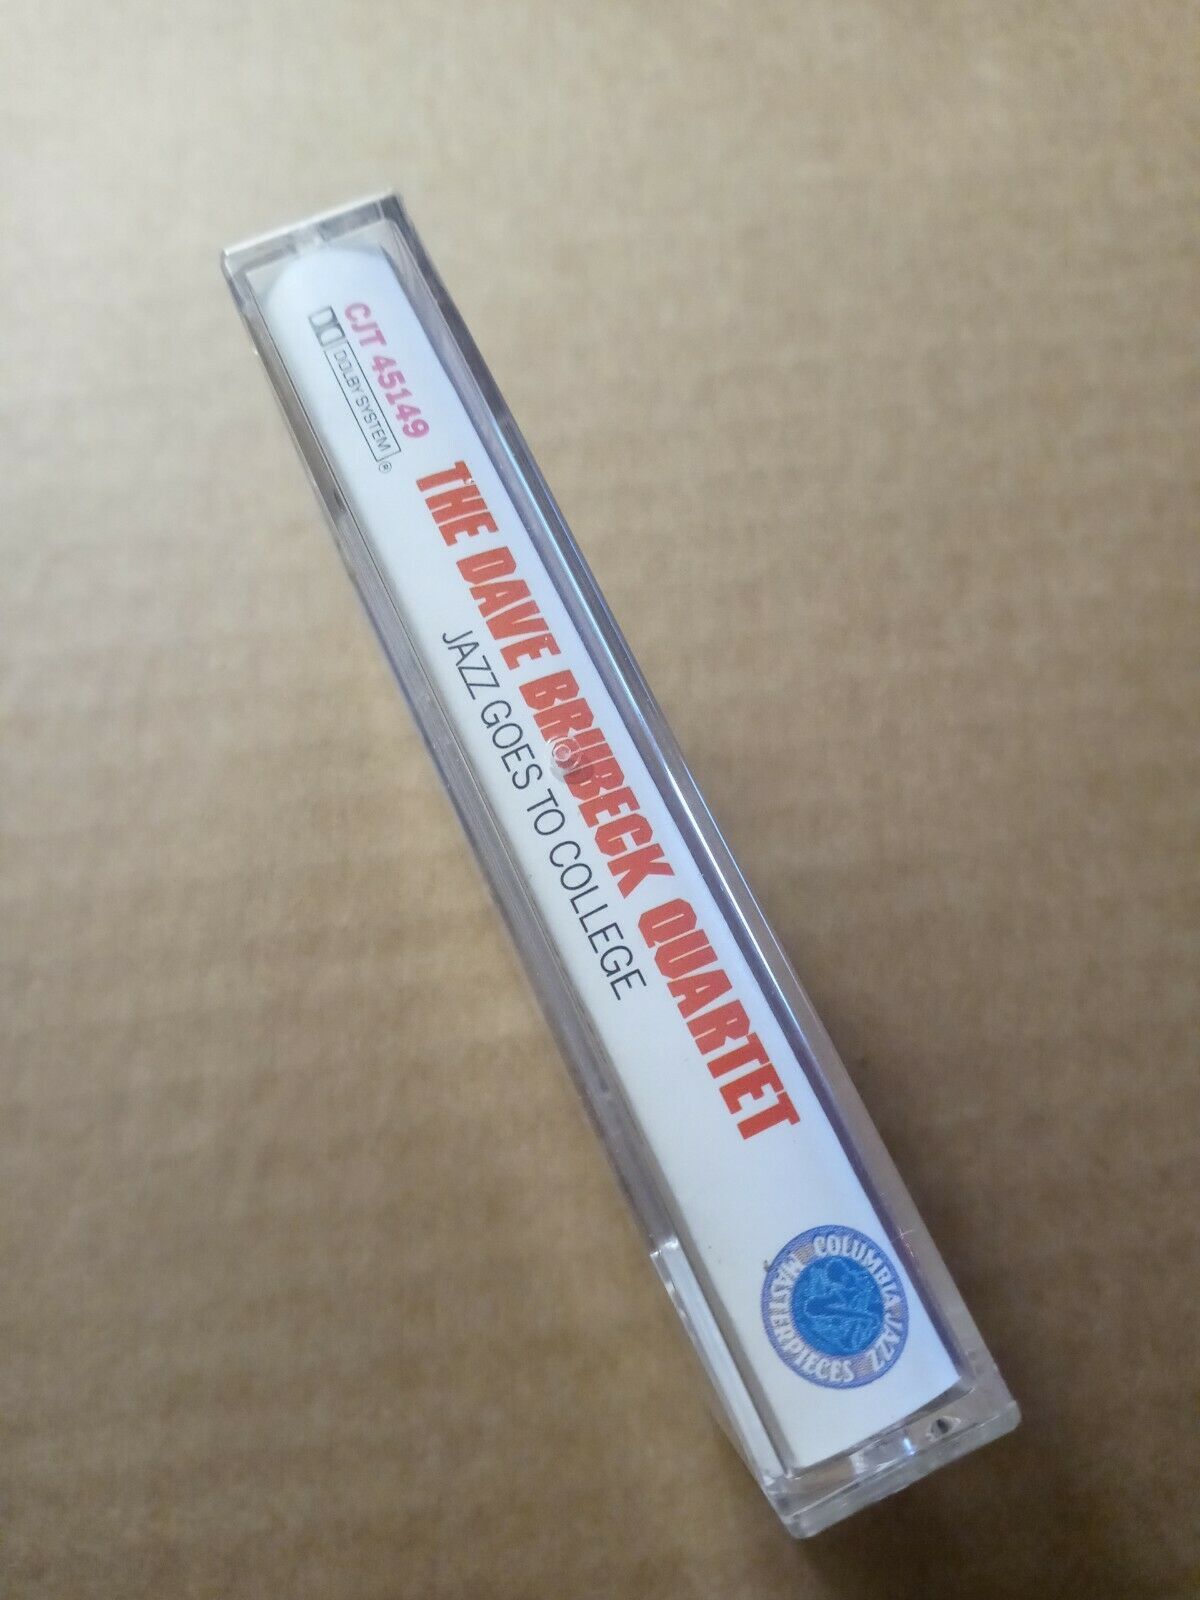 CJT 45149
DOLBY SYSTEM ®
THE DAVE BRUBECK QUARTET
JAZZ GOES TO COLLEGE
COLUMBIA JAZZ MASTERPIECES